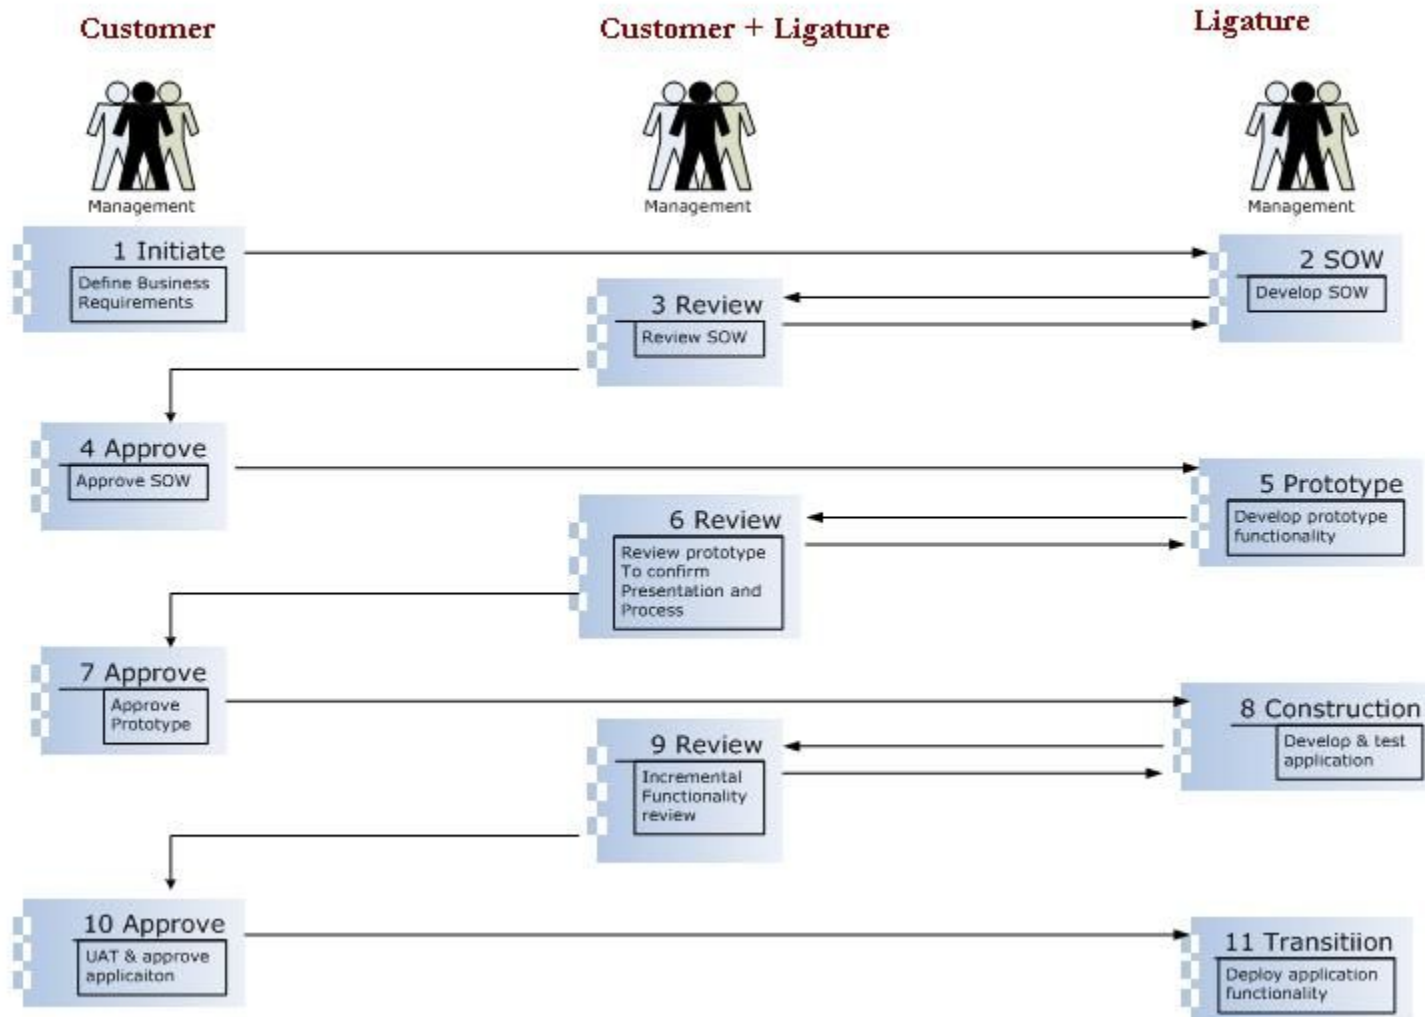 Customer
Customer + Ligature
Ligature
Management
Management
Management
1 Initiate
Define Business
Requirements
2 SOW
Develop SOW
3 Review
Review SOW
4 Approve
Approve SOW
5 Prototype
Develop prototype
functionality
6 Review
Review prototype
To confirm
Presentation and
Process
7 Approve
Approve
Prototype
8 Construction
Develop & test
application
9 Review
Incremental
Functionality
review
10 Approve
UAT & approve
applicaiton
11 Transitiion
Deploy application
functionality